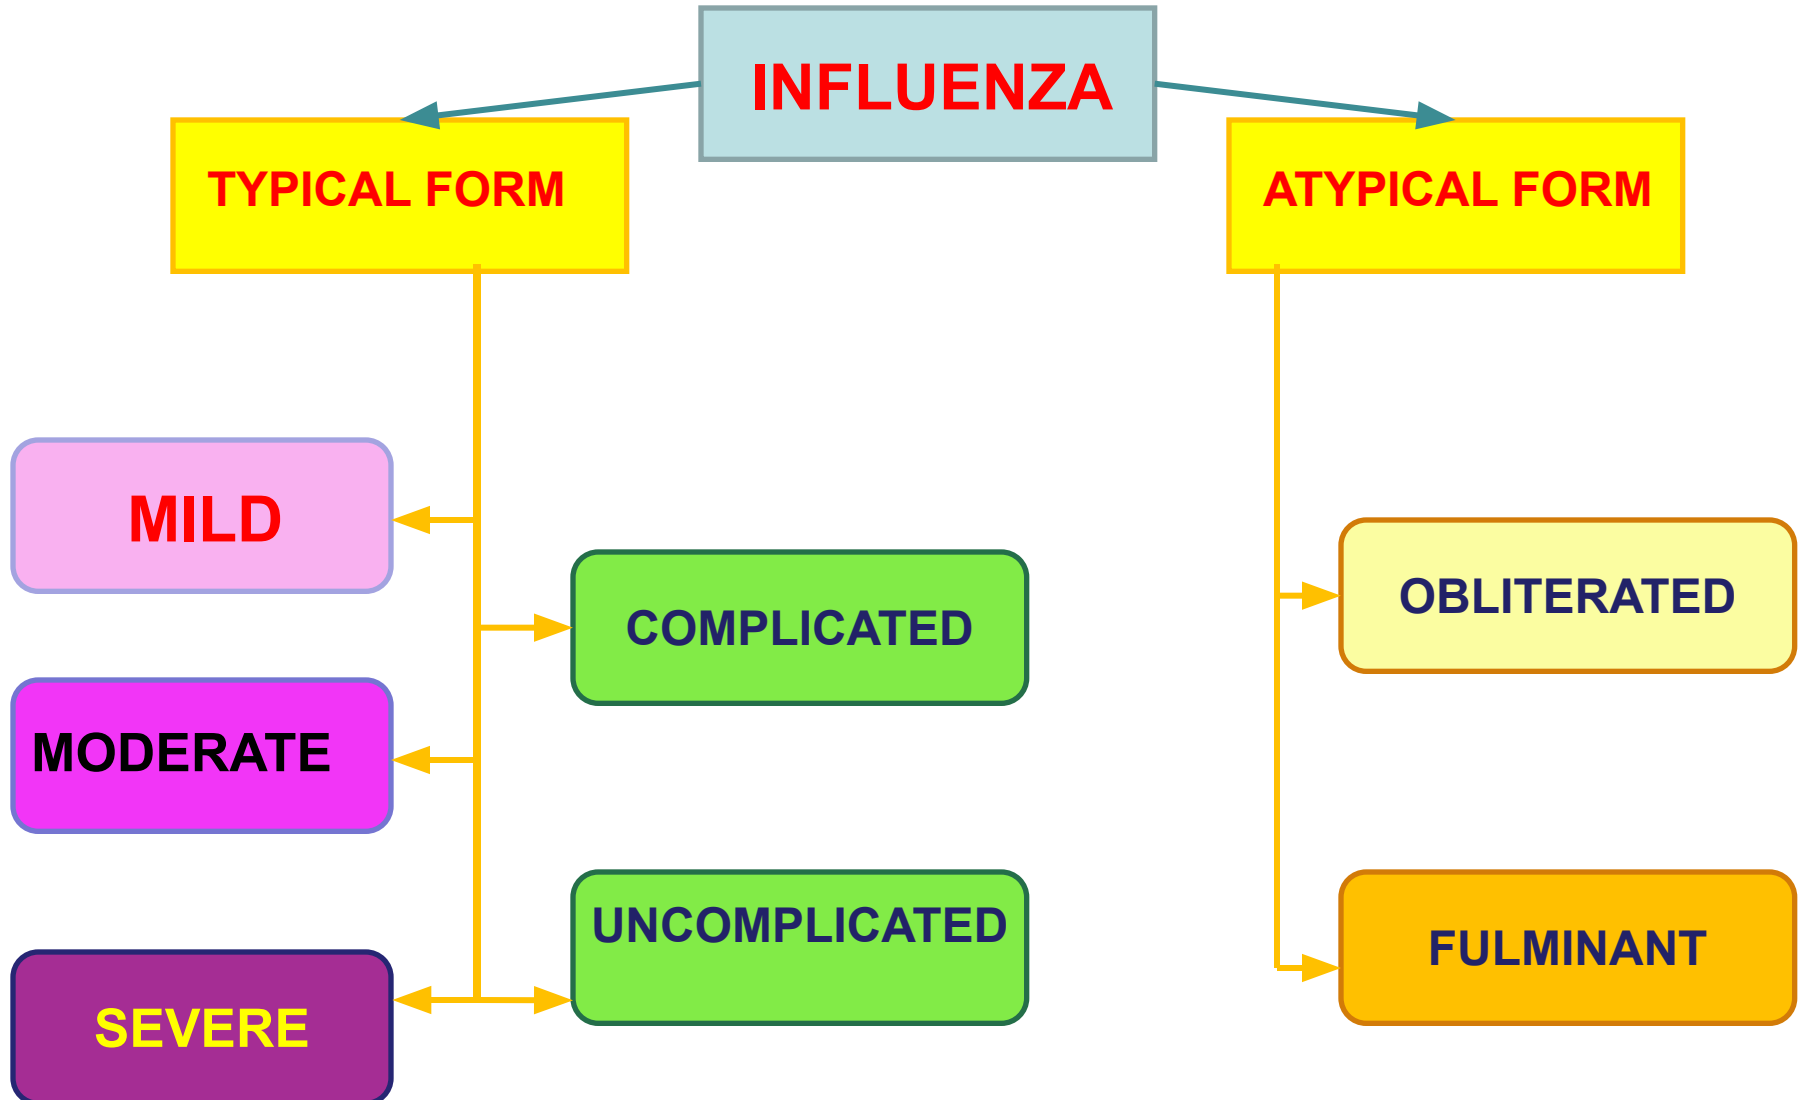 INFLUENZA
TYPICAL FORM
ATYPICAL FORM
MILD
COMPLICATED
OBLITERATED
MODERATE
UNCOMPLICATED
FULMINANT
SEVERE